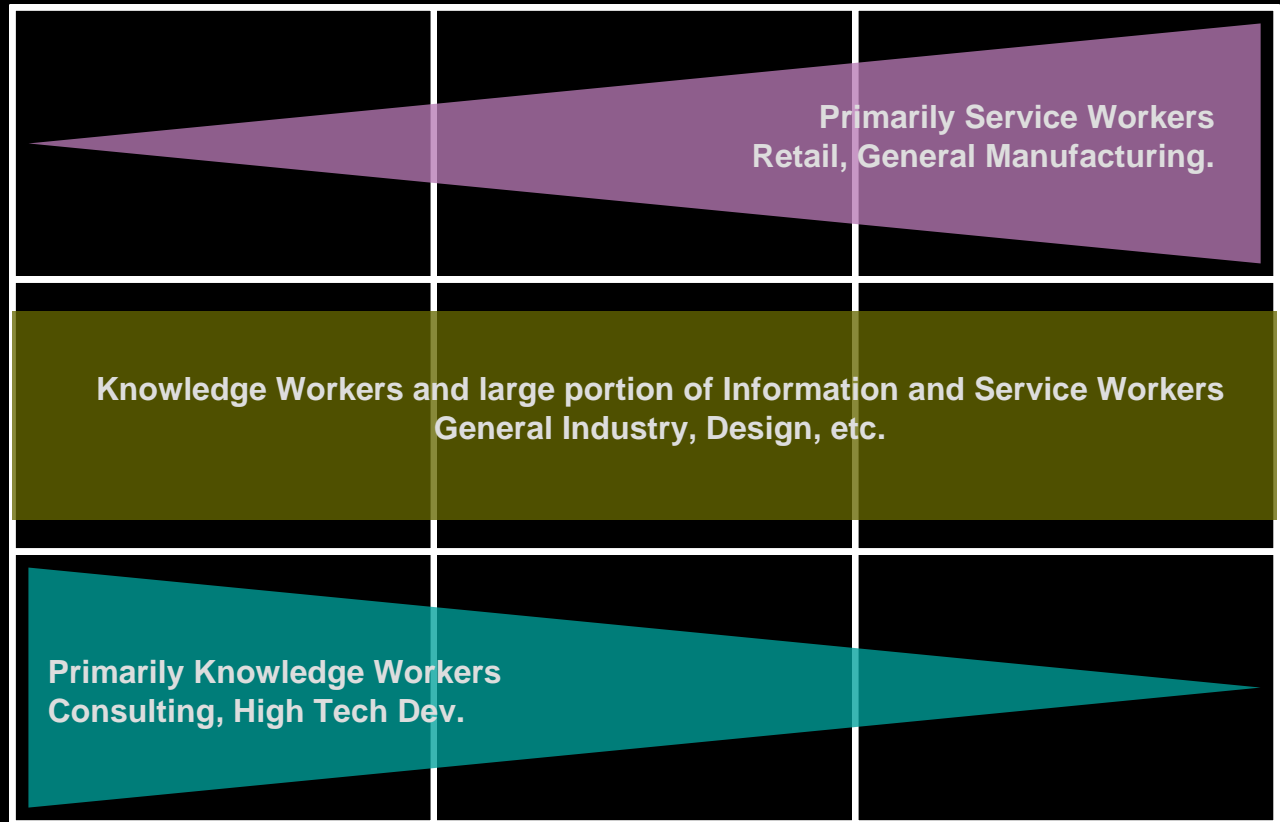 Primarily Service Workers
Retail, General Manufacturing.
Knowledge Workers and large portion of Information and Service Workers
General Industry, Design, etc.
Primarily Knowledge Workers
Consulting, High Tech Dev.